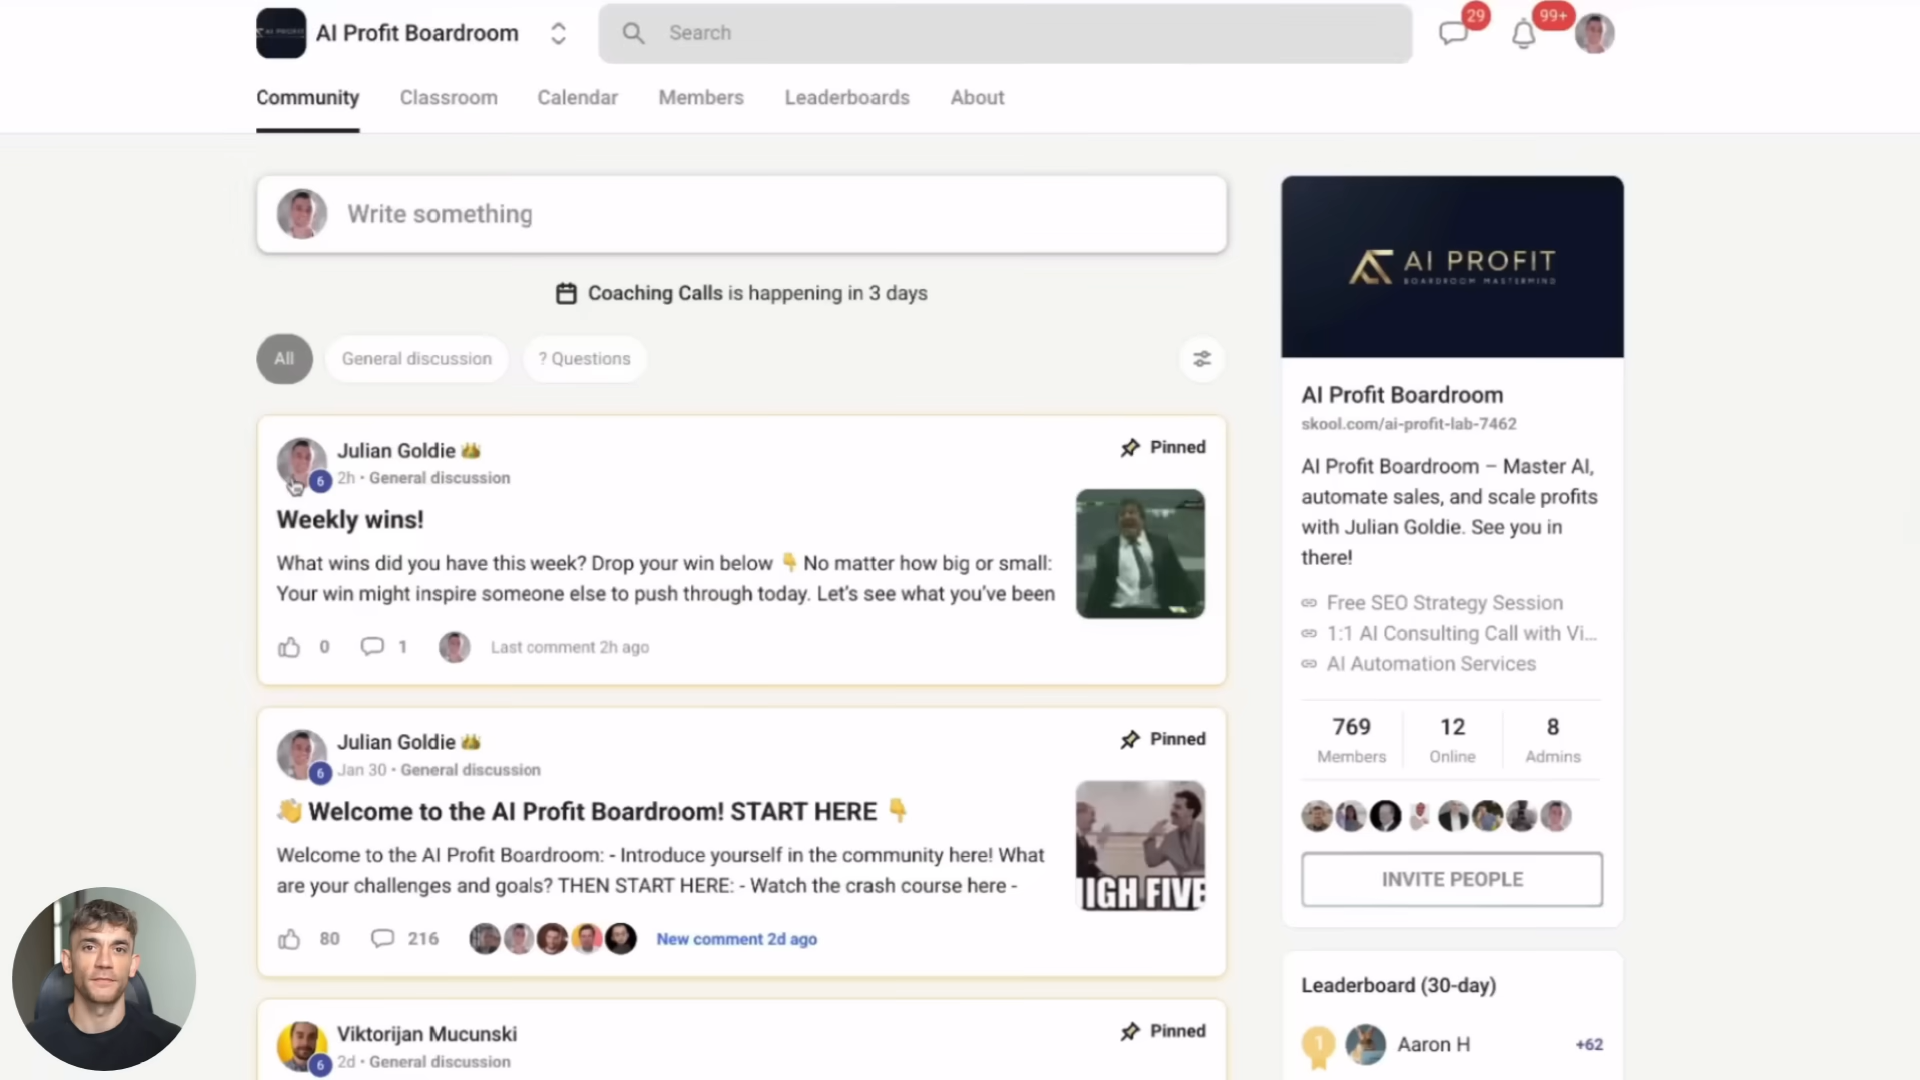 AI Profit Boardroom
Search
29
99+
Community
Classroom
Calendar
Members
Leaderboards
About
Write something
Coaching Calls is happening in 3 days
All
General discussion
? Questions
Julian Goldie
Pinned
6
2h • General discussion
Weekly wins!
What wins did you have this week? Drop your win below 👇 No matter how big or small:
Your win might inspire someone else to push through today. Let's see what you've been
0
1
Last comment 2h ago
Julian Goldie
Pinned
6
Jan 30 • General discussion
👋 Welcome to the AI Profit Boardroom! START HERE 👇
Welcome to the AI Profit Boardroom: - Introduce yourself in the community here! What
are your challenges and goals? THEN START HERE: - Watch the crash course here -
IGH FIVE
80
216
New comment 2d ago
Viktorijan Mucunski
Pinned
6
2d • General discussion
AI PROFIT
BOARDROOM MASTERMIND
AI Profit Boardroom
skool.com/ai-profit-lab-7462
AI Profit Boardroom – Master AI,
automate sales, and scale profits
with Julian Goldie. See you in
there!
Free SEO Strategy Session
1:1 AI Consulting Call with Vi...
AI Automation Services
769
12
8
Members
Online
Admins
INVITE PEOPLE
Leaderboard (30-day)
1
Aaron H
+62